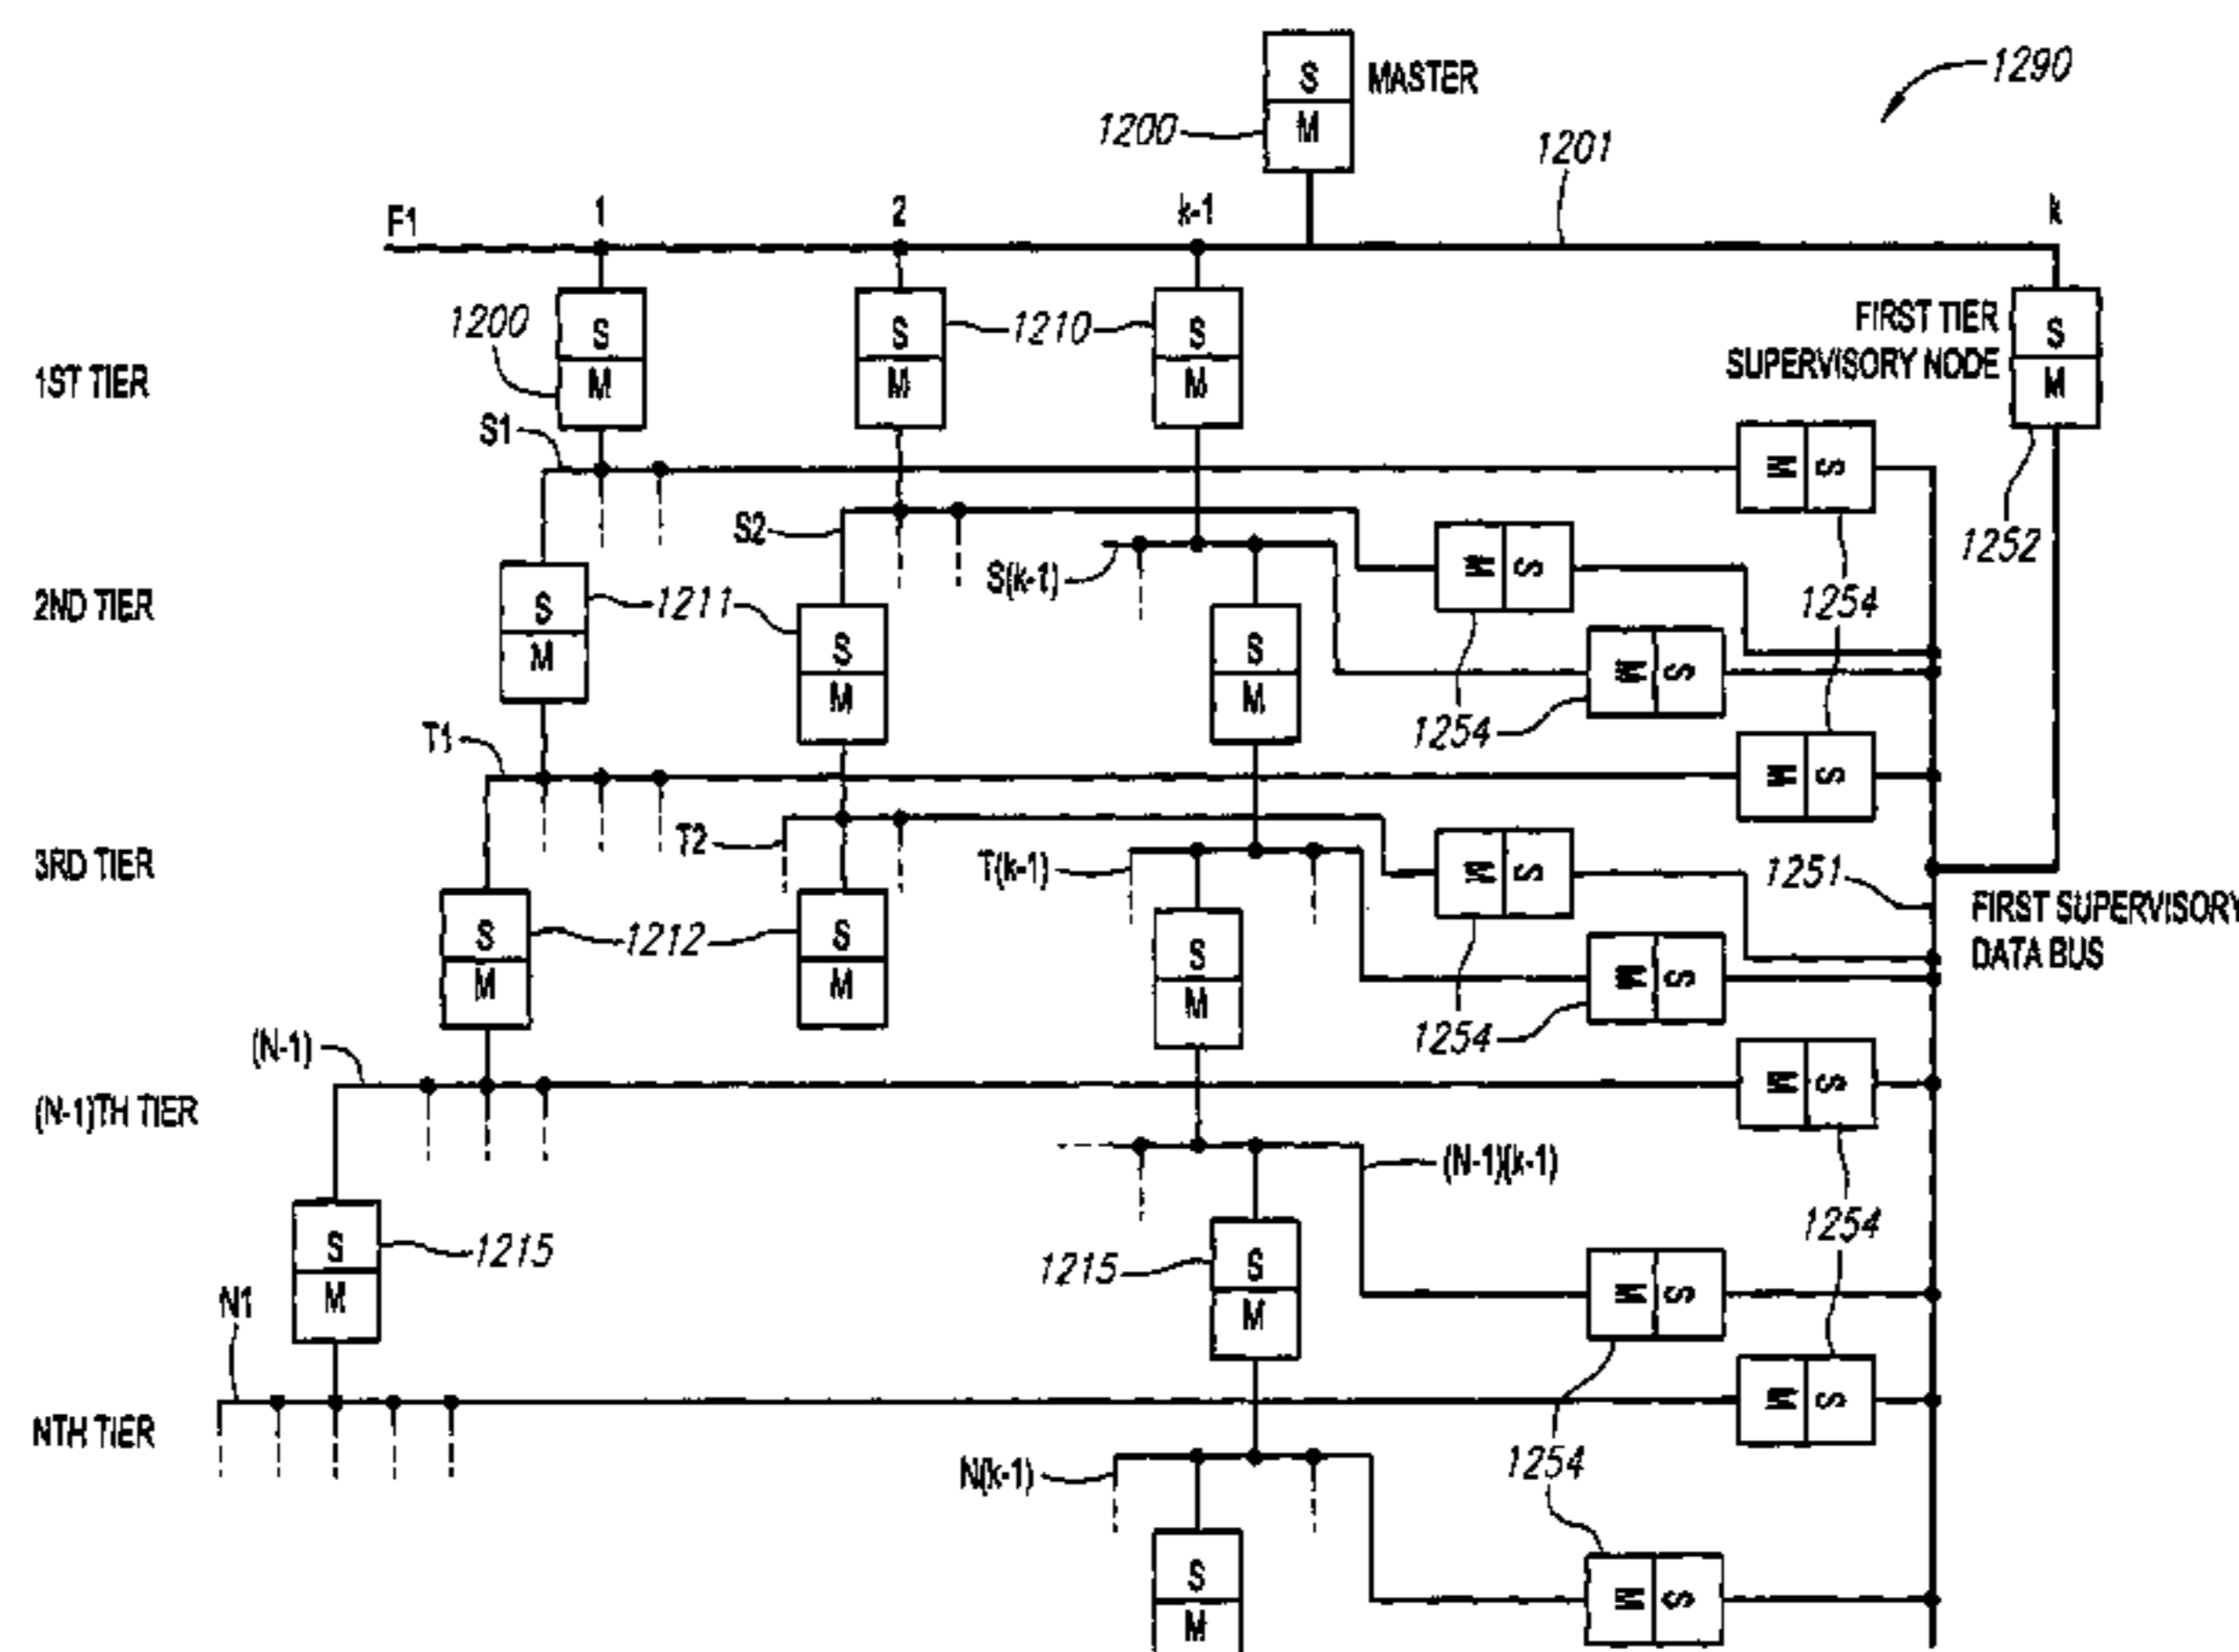 S MASTER
1290
1200 M
1201
F1 1 2 k-1 k
1200 S S 1210 S FIRST TIER S
1ST TIER M M M SUPERVISORY NODE M
S1 M S 1252
S2 S(k-1) M S 1254
2ND TIER S 1211 S S M S
M M M 1254
T1 M S
T2 T(k-1) M S 1251
3RD TIER FIRST SUPERVISORY
DATA BUS
S 1212 S S M S
M M M 1254
(N-1) M S
(N-1)TH TIER (N-1)(k-1) 1254
S 1215 1215 S M S
M M
N1 M S
NTH TIER N(k-1) 1254
S M S
M